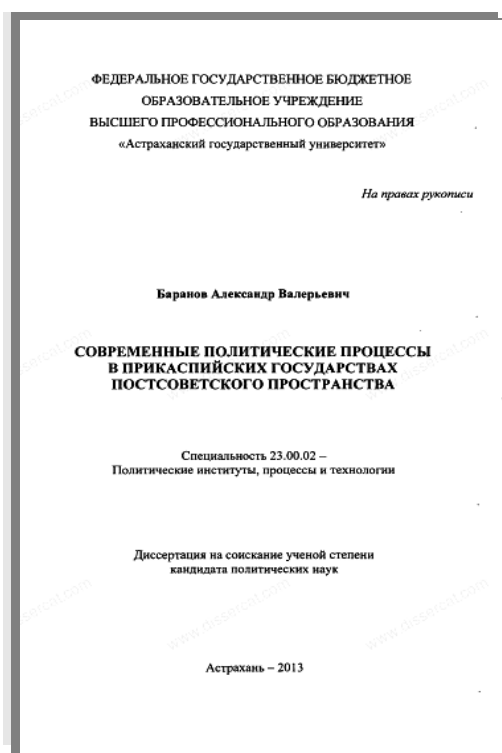 ФЕДЕРАЛЬНОЕ ГОСУДАРСТВЕННОЕ БЮДЖЕТНОЕ
ОБРАЗОВАТЕЛЬНОЕ УЧРЕЖДЕНИЕ
ВЫСШЕГО ПРОФЕССИОНАЛЬНОГО ОБРАЗОВАНИЯ
«Астраханский государственный университет»
На правах рукописи
Баранов Александр Валерьевич
СОВРЕМЕННЫЕ ПОЛИТИЧЕСКИЕ ПРОЦЕССЫ
В ПРИКАСПИЙСКИХ ГОСУДАРСТВАХ
ПОСТСОВЕТСКОГО ПРОСТРАНСТВА
Специальность 23.00.02 –
Политические институты, процессы и технологии
Диссертация на соискание ученой степени
кандидата политических наук
Астрахань – 2013